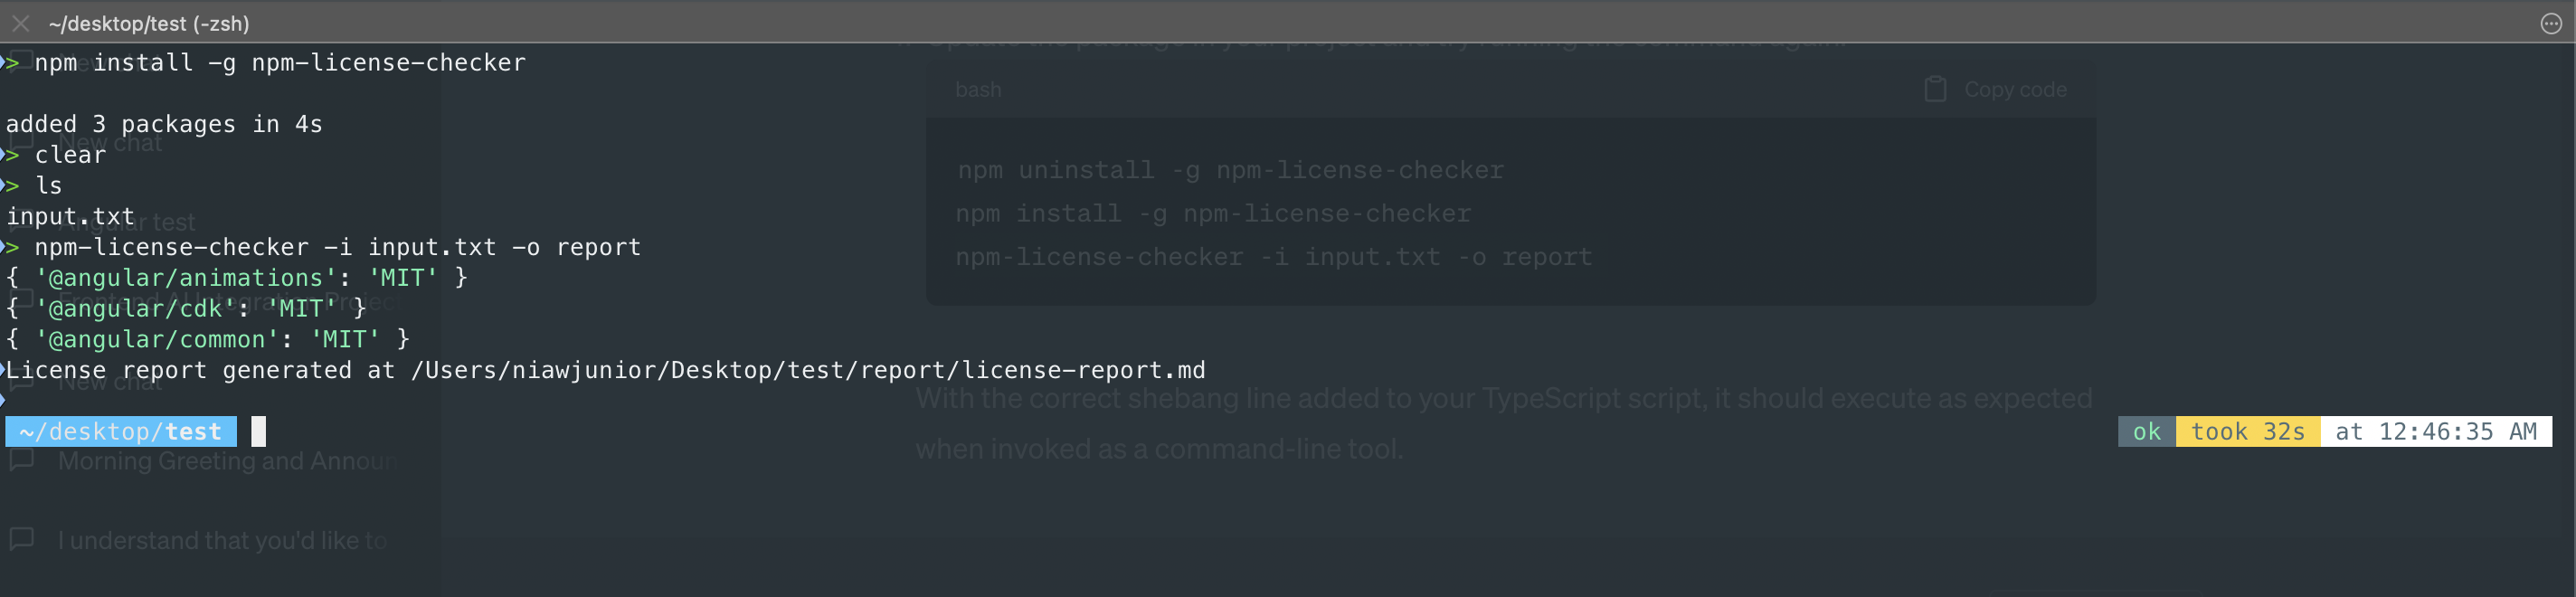 ~/desktop/test (-zsh)
> npm install -g npm-license-checker
added 3 packages in 4s
> clear
> ls
input.txt
> npm-license-checker -i input.txt -o report
{ '@angular/animations': 'MIT' }
{ '@angular/cdk': 'MIT' }
{ '@angular/common': 'MIT' }
License report generated at /Users/niawjunior/Desktop/test/report/license-report.md
~/desktop/test
ok took 32s at 12:46:35 AM
New chat
Angular test
Frontend AI Integration Projec
New chat
Morning Greeting and Announ
I understand that you'd like to
bash
Copy code
npm uninstall -g npm-license-checker
npm install -g npm-license-checker
npm-license-checker -i input.txt -o report
With the correct shebang line added to your TypeScript script, it should execute as expected
when invoked as a command-line tool.